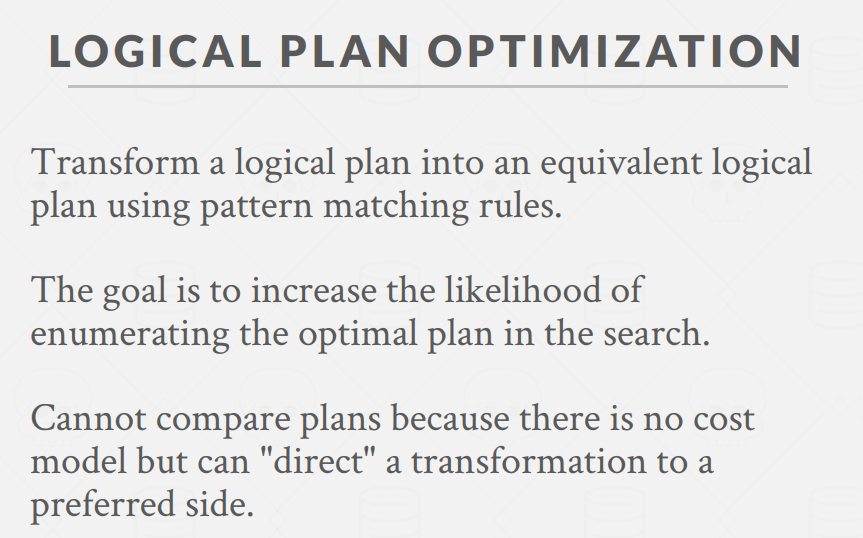 LOGICAL PLAN OPTIMIZATION
Transform a logical plan into an equivalent logical
plan using pattern matching rules.
The goal is to increase the likelihood of
enumerating the optimal plan in the search.
Cannot compare plans because there is no cost
model but can "direct" a transformation to a
preferred side.